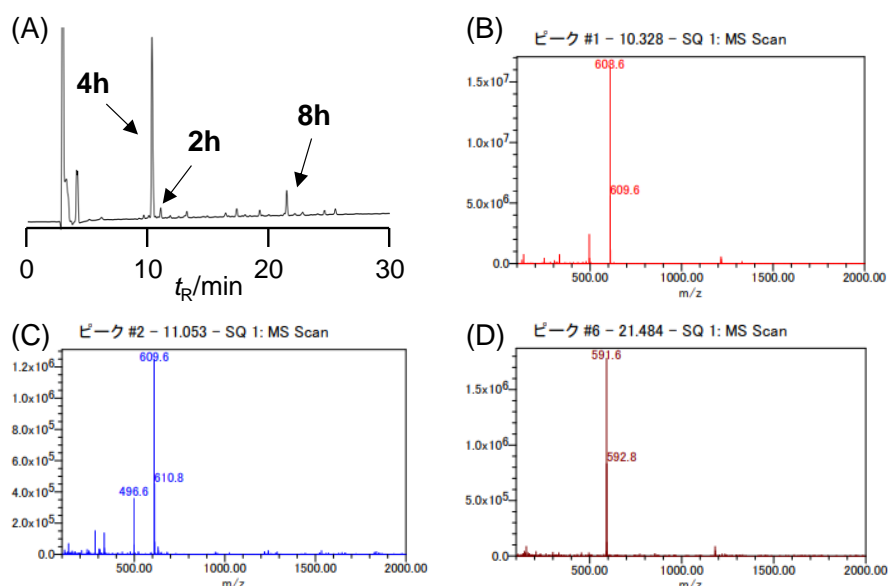 (A)
4h
2h
8h
0
10
20
30
tR/min
(B)
ピーク #1 - 10.328 - SQ 1: MS Scan
1.5x10⁷
1.0x10⁷
5.0x10⁶
0.0
608.6
609.6
500.00
1000.00
1500.00
2000.00
m/z
(C)
ピーク #2 - 11.053 - SQ 1: MS Scan
1.2x10⁶
1.0x10⁶
8.0x10⁵
6.0x10⁵
4.0x10⁵
2.0x10⁵
0.0
609.6
610.8
496.6
500.00
1000.00
1500.00
2000.00
m/z
(D)
ピーク #6 - 21.484 - SQ 1: MS Scan
1.5x10⁶
1.0x10⁶
5.0x10⁵
0.0
591.6
592.8
500.00
1000.00
1500.00
2000.00
m/z